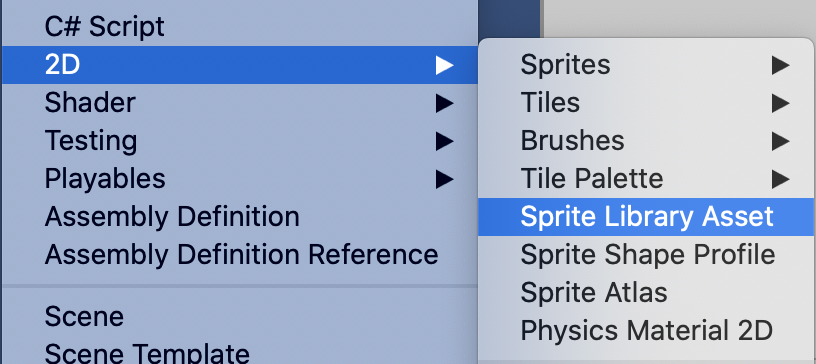 C# Script
2D
Shader
Testing
Playables
Assembly Definition
Assembly Definition Reference
Scene
Scene Template
Sprites
Tiles
Brushes
Tile Palette
Sprite Library Asset
Sprite Shape Profile
Sprite Atlas
Physics Material 2D